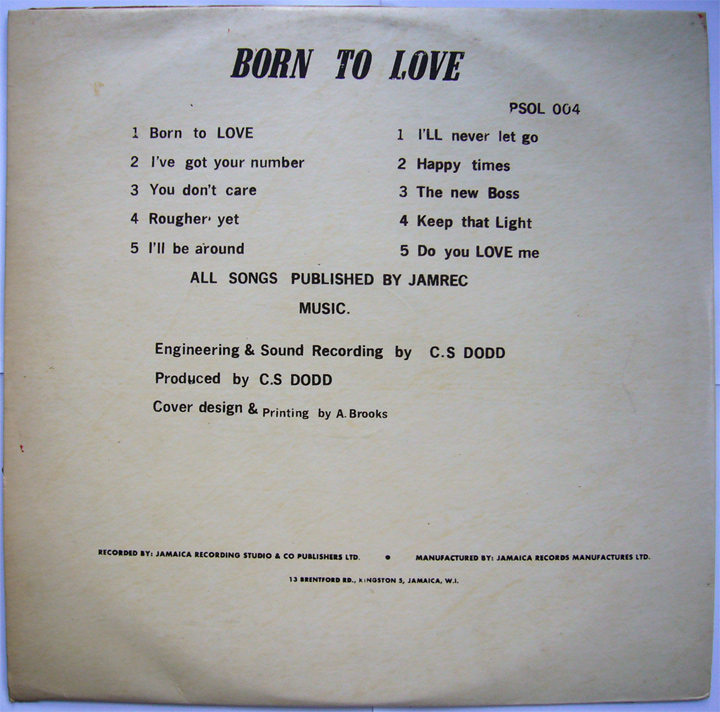 BORN TO LOVE
PSOL 004
1 Born to LOVE
2 I've got your number
3 You don't care
4 Rougher yet
5 I'll be around
1 I'LL never let go
2 Happy times
3 The new Boss
4 Keep that Light
5 Do you LOVE me
ALL SONGS PUBLISHED BY JAMREC
MUSIC.
Engineering & Sound Recording by C.S DODD
Produced by C.S DODD
Cover design & Printing by A. Brooks
RECORDED BY: JAMAICA RECORDING STUDIO & CO PUBLISHERS LTD. • MANUFACTURED BY: JAMAICA RECORDS MANUFACTURES LTD.
13 BRENTFORD RD., KINGSTON 5, JAMAICA, W.I.